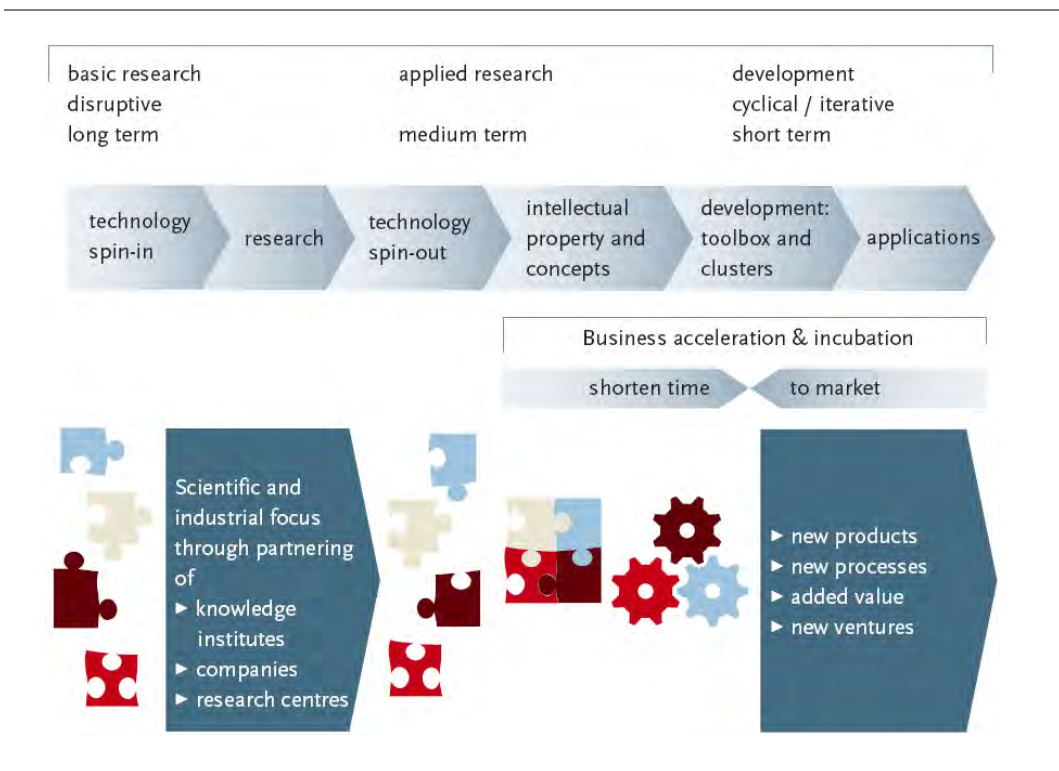 basic research
disruptive
long term
applied research
medium term
development
cyclical / iterative
short term
technology
spin-in
research
technology
spin-out
intellectual
property and
concepts
development:
toolbox and
clusters
applications
Business acceleration & incubation
shorten time
to market
Scientific and
industrial focus
through partnering
of
► knowledge
institutes
► companies
► research centres
► new products
► new processes
► added value
► new ventures